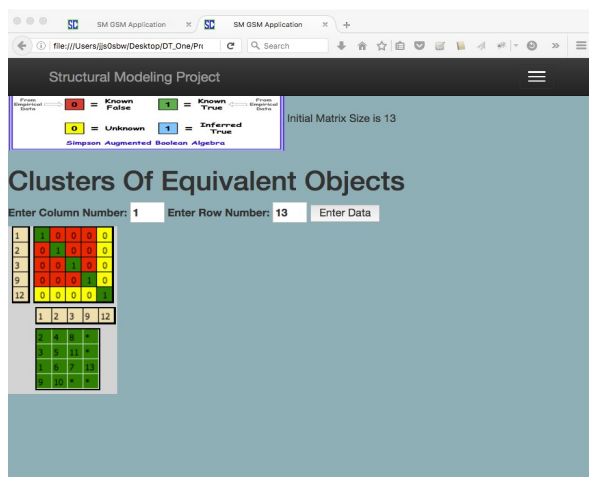 SM GSM Application × SM GSM Application × +
file:///Users/jjs0sbw/Desktop/DT_One/Pro Search
Structural Modeling Project
From Empirical Data 0 = Known False 1 = Known True From Empirical Data
0 = Unknown 1 = Inferred True
Simpson Augmented Boolean Algebra
Initial Matrix Size is 13
Clusters Of Equivalent Objects
Enter Column Number: 1 Enter Row Number: 13 Enter Data
1 1 0 0 0 0
2 0 1 0 0 0
3 0 0 1 0 0
9 0 0 0 1 0
12 0 0 0 0 1
1 2 3 9 12
2 4 8 *
3 5 11 *
1 6 7 13
9 10 * *